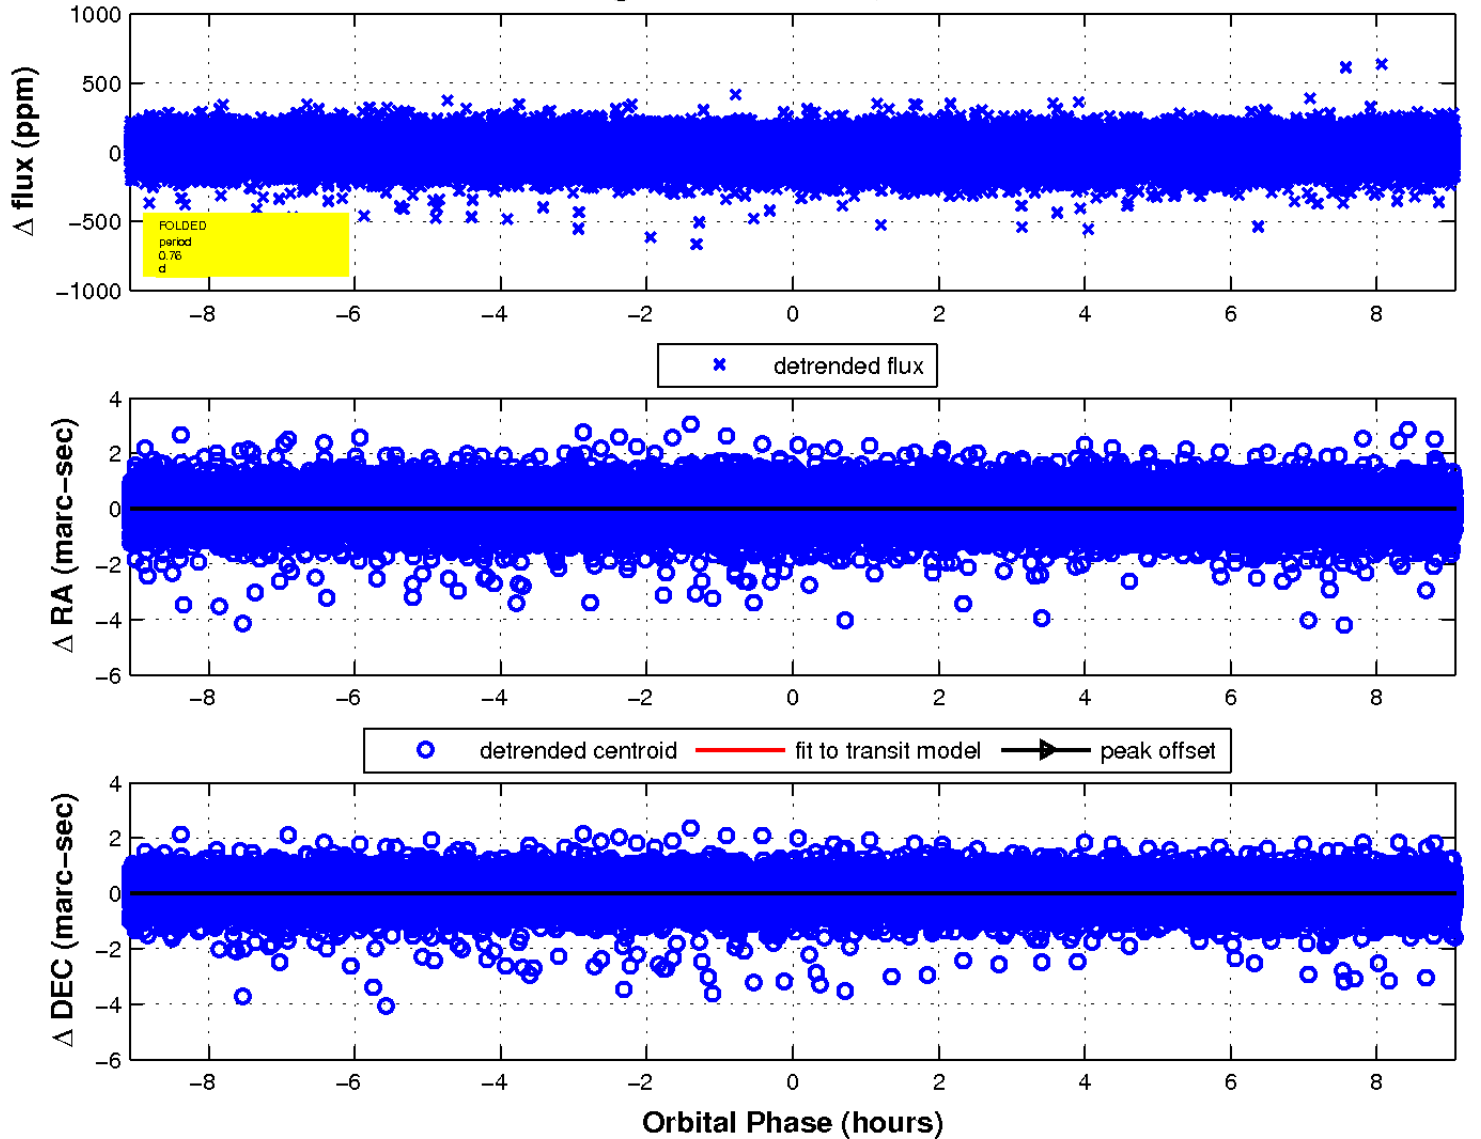 1000
500
0
−500
−1000
Δ flux (ppm)
FOLDED
period
0.76
d
−8 −6 −4 −2 0 2 4 6 8
detrended flux
4
2
0
−2
−4
−6
Δ RA (marc−sec)
−8 −6 −4 −2 0 2 4 6 8
detrended centroid fit to transit model peak offset
4
2
0
−2
−4
−6
Δ DEC (marc−sec)
−8 −6 −4 −2 0 2 4 6 8
Orbital Phase (hours)